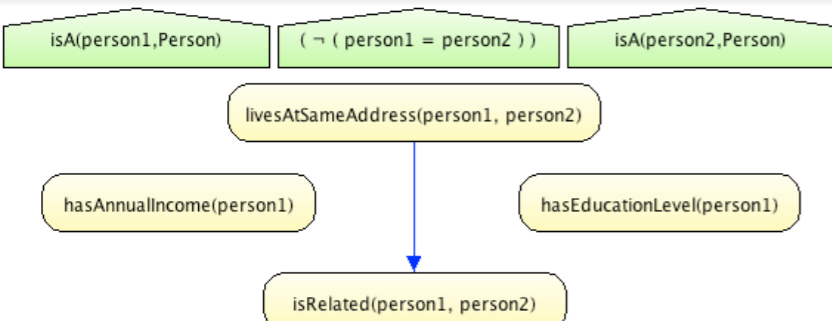 isA(person1,Person)
( ¬ ( person1 = person2 ) )
isA(person2,Person)
livesAtSameAddress(person1, person2)
hasAnnualIncome(person1)
hasEducationLevel(person1)
isRelated(person1, person2)